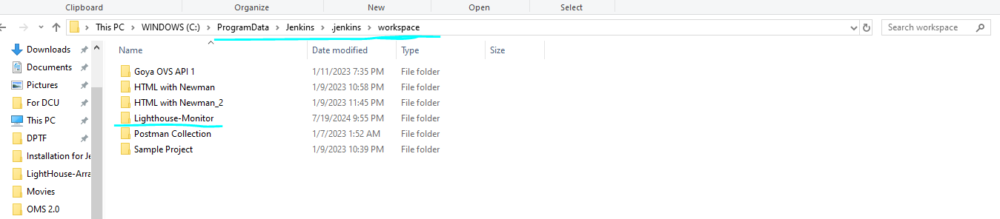 Clipboard Organize New Open Select
This PC > WINDOWS (C:) > ProgramData > Jenkins > .jenkins > workspace Search workspace
Name Date modified Type Size
Downloads
Documents
Pictures
For DCU
This PC
DPTF
Installation for Je
LightHouse-Arra
Movies
OMS 2.0
Goya OVS API 1 1/11/2023 7:35 PM File folder
HTML with Newman 1/9/2023 10:58 PM File folder
HTML with Newman_2 1/9/2023 11:45 PM File folder
Lighthouse-Monitor 7/19/2024 9:55 PM File folder
Postman Collection 1/7/2023 1:52 AM File folder
Sample Project 1/9/2023 10:39 PM File folder